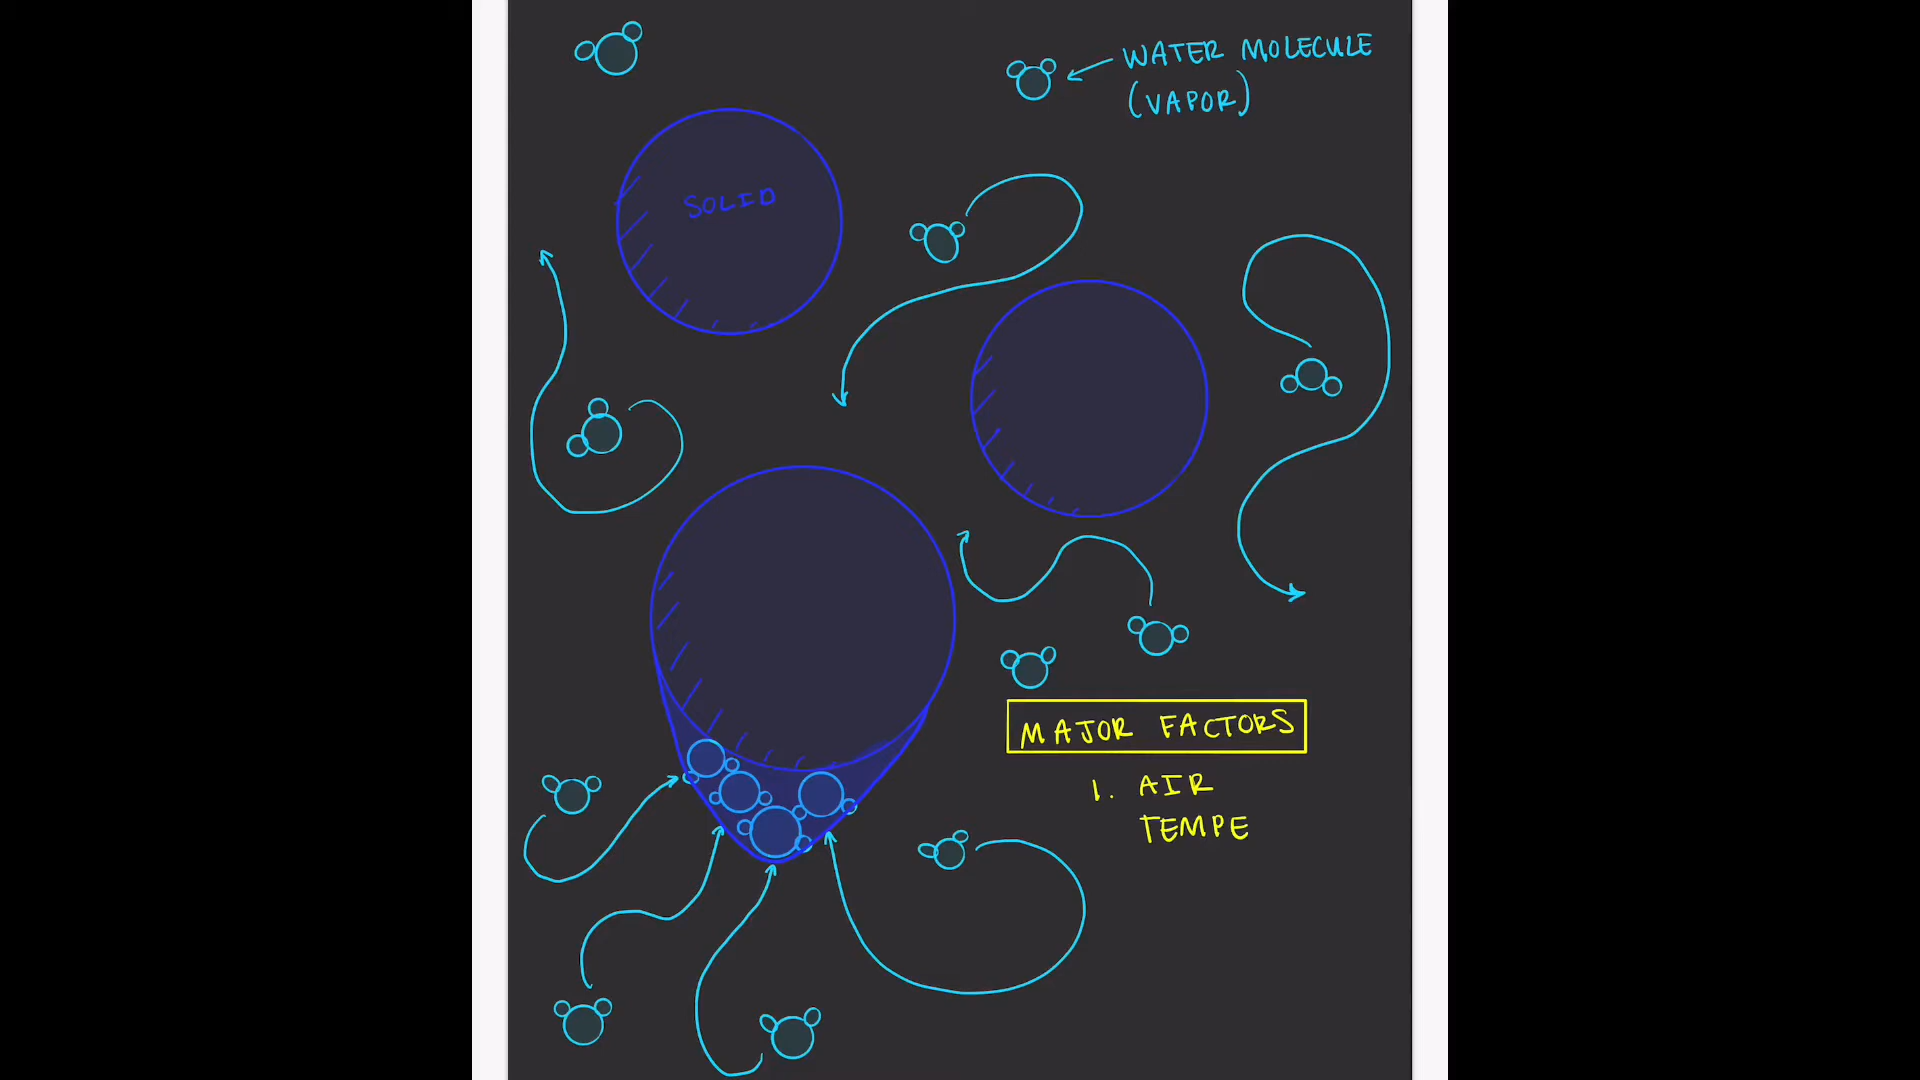 WATER MOLECULE
(VAPOR)
SOLID
MAJOR FACTORS
1. AIR
TEMPE